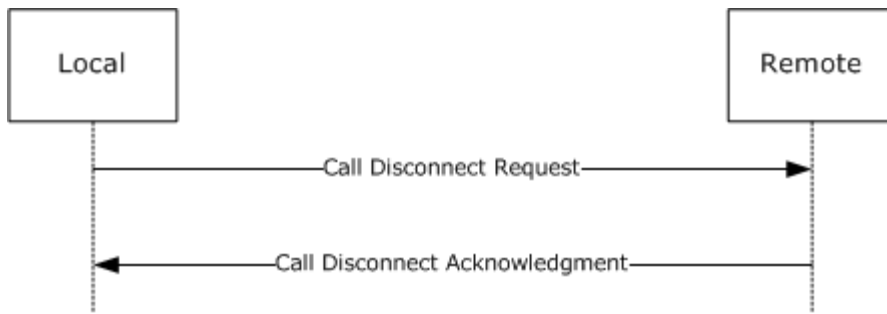 Local
Remote
Call Disconnect Request
Call Disconnect Acknowledgment